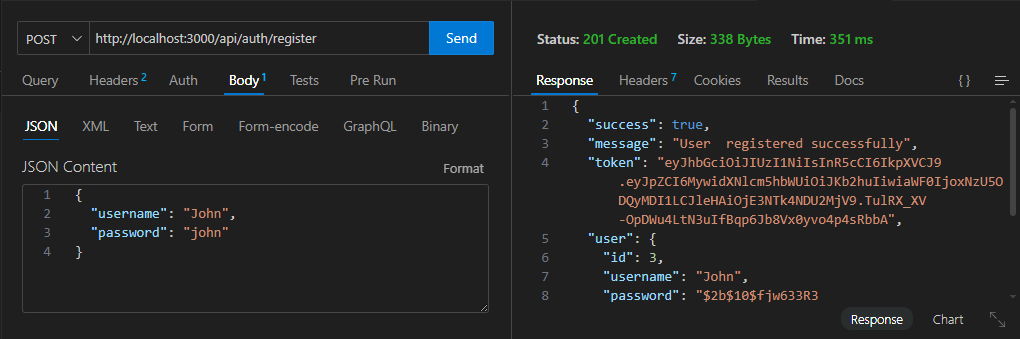 POST http://localhost:3000/api/auth/register Send
Query Headers 2 Auth Body 1 Tests Pre Run
JSON XML Text Form Form-encode GraphQL Binary
JSON Content Format
1 {
2 "username": "John",
3 "password": "john"
4 }
Status: 201 Created Size: 338 Bytes Time: 351 ms
Response Headers 7 Cookies Results Docs {}
1 {
2 "success": true,
3 "message": "User  registered successfully",
4 "token": "eyJhbGciOiJIUzI1NiIsInR5cCI6IkpXVCJ9
.eyJpZCI6MywidXNlcm5hbWUiOiJKb2huIiwiaWF0IjoxNzU5O
DQyMDI1LCJleHAiOjE3NTk4NDU2MjV9.TulRX_XV
-OpDWu4LtN3uIfBqp6Jb8Vx0yvo4p4sRbbA",
5 "user": {
6 "id": 3,
7 "username": "John",
8 "password": "$2b$10$fjw633R3
Response Chart